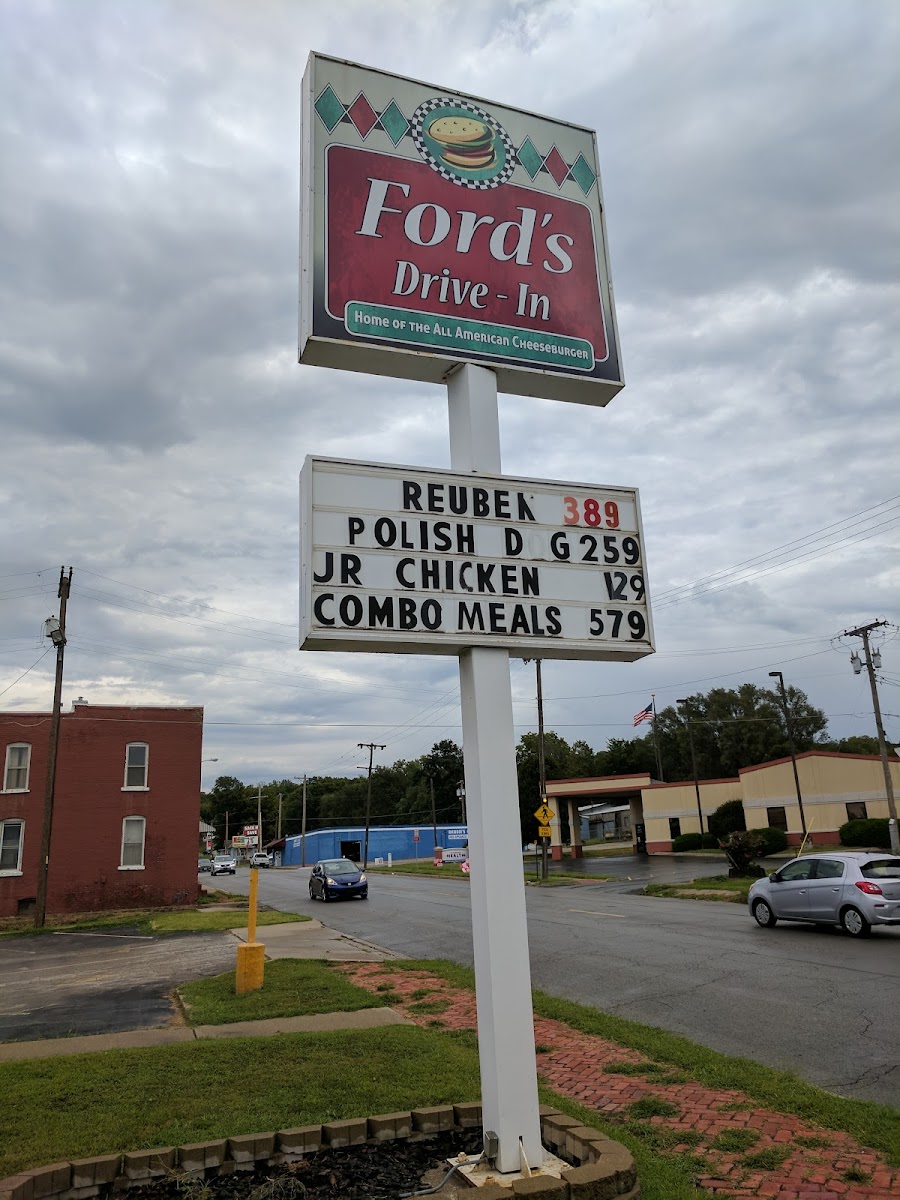 Ford's
Drive-In
Home of the All American Cheeseburger
REUBEN 389
POLISH D G 259
JR CHICKEN 129
COMBO MEALS 579